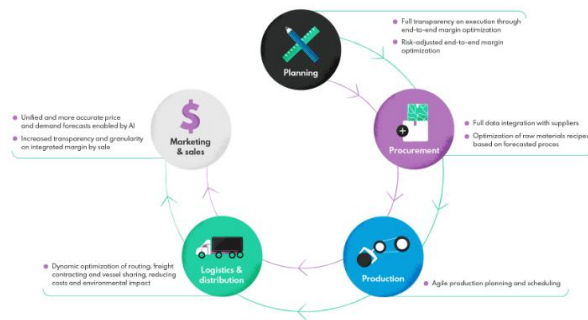 Full transparency on execution through
end-to-end margin optimization
Risk-adjusted end-to-end margin
optimization
Planning
Unified and more accurate price
and demand forecasts enabled by AI
Increased transparency and granularity
on integrated margin by sale
$
Marketing
& sales
Full data integration with suppliers
Optimization of raw materials recipes
based on forecasted proces
Procurement
Dynamic optimization of routing, freight
contracting and vessel sharing, reducing
costs and environmental impact
Logistics &
distribution
Production
Agile production planning and scheduling